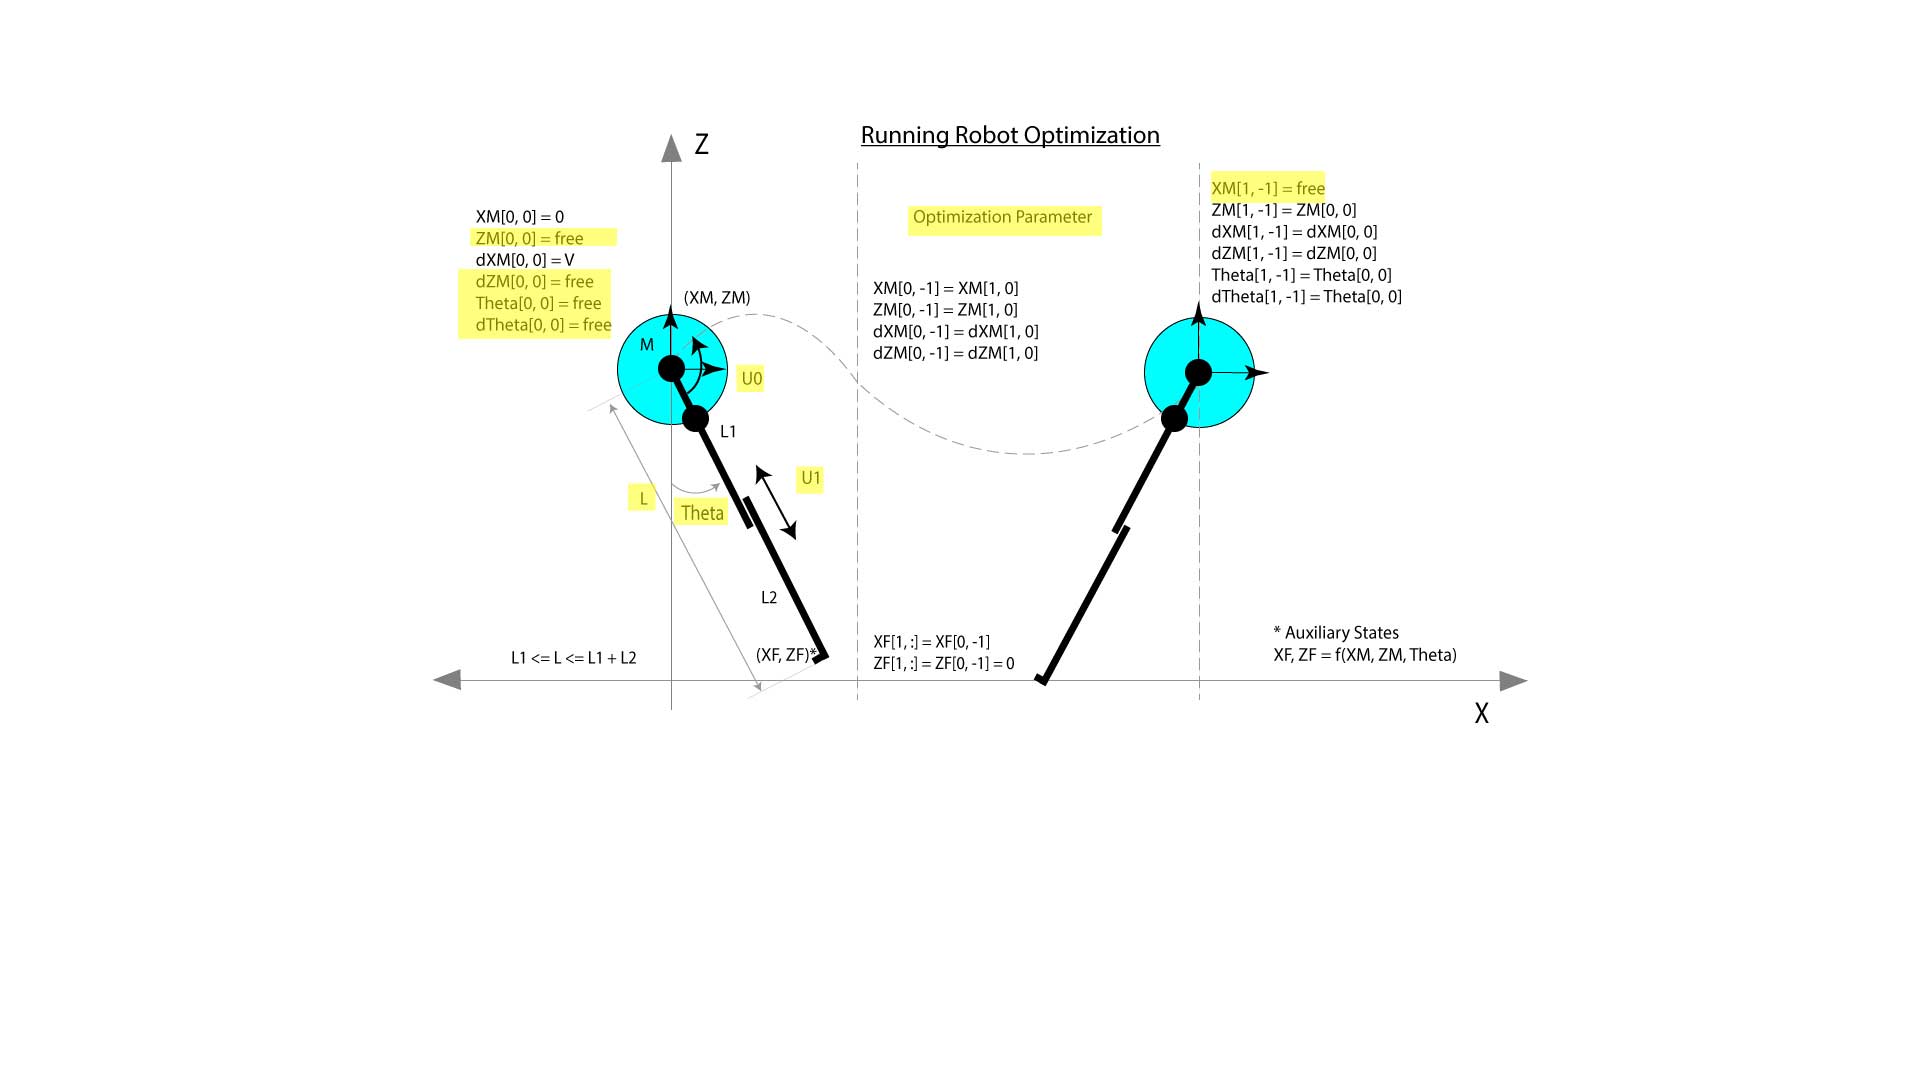 Running Robot Optimization
Z
XM[0, 0] = 0
ZM[0, 0] = free
dXM[0, 0] = V
dZM[0, 0] = free
Theta[0, 0] = free
dTheta[0, 0] = free
(XM, ZM)
M
U0
L1
U1
L
Theta
L2
(XF, ZF)*
L1 <= L <= L1 + L2
Optimization Parameter
XM[0, -1] = XM[1, 0]
ZM[0, -1] = ZM[1, 0]
dXM[0, -1] = dXM[1, 0]
dZM[0, -1] = dZM[1, 0]
XF[1, :] = XF[0, -1]
ZF[1, :] = ZF[0, -1] = 0
XM[1, -1] = free
ZM[1, -1] = ZM[0, 0]
dXM[1, -1] = dXM[0, 0]
dZM[1, -1] = dZM[0, 0]
Theta[1, -1] = Theta[0, 0]
dTheta[1, -1] = Theta[0, 0]
* Auxiliary States
XF, ZF = f(XM, ZM, Theta)
X